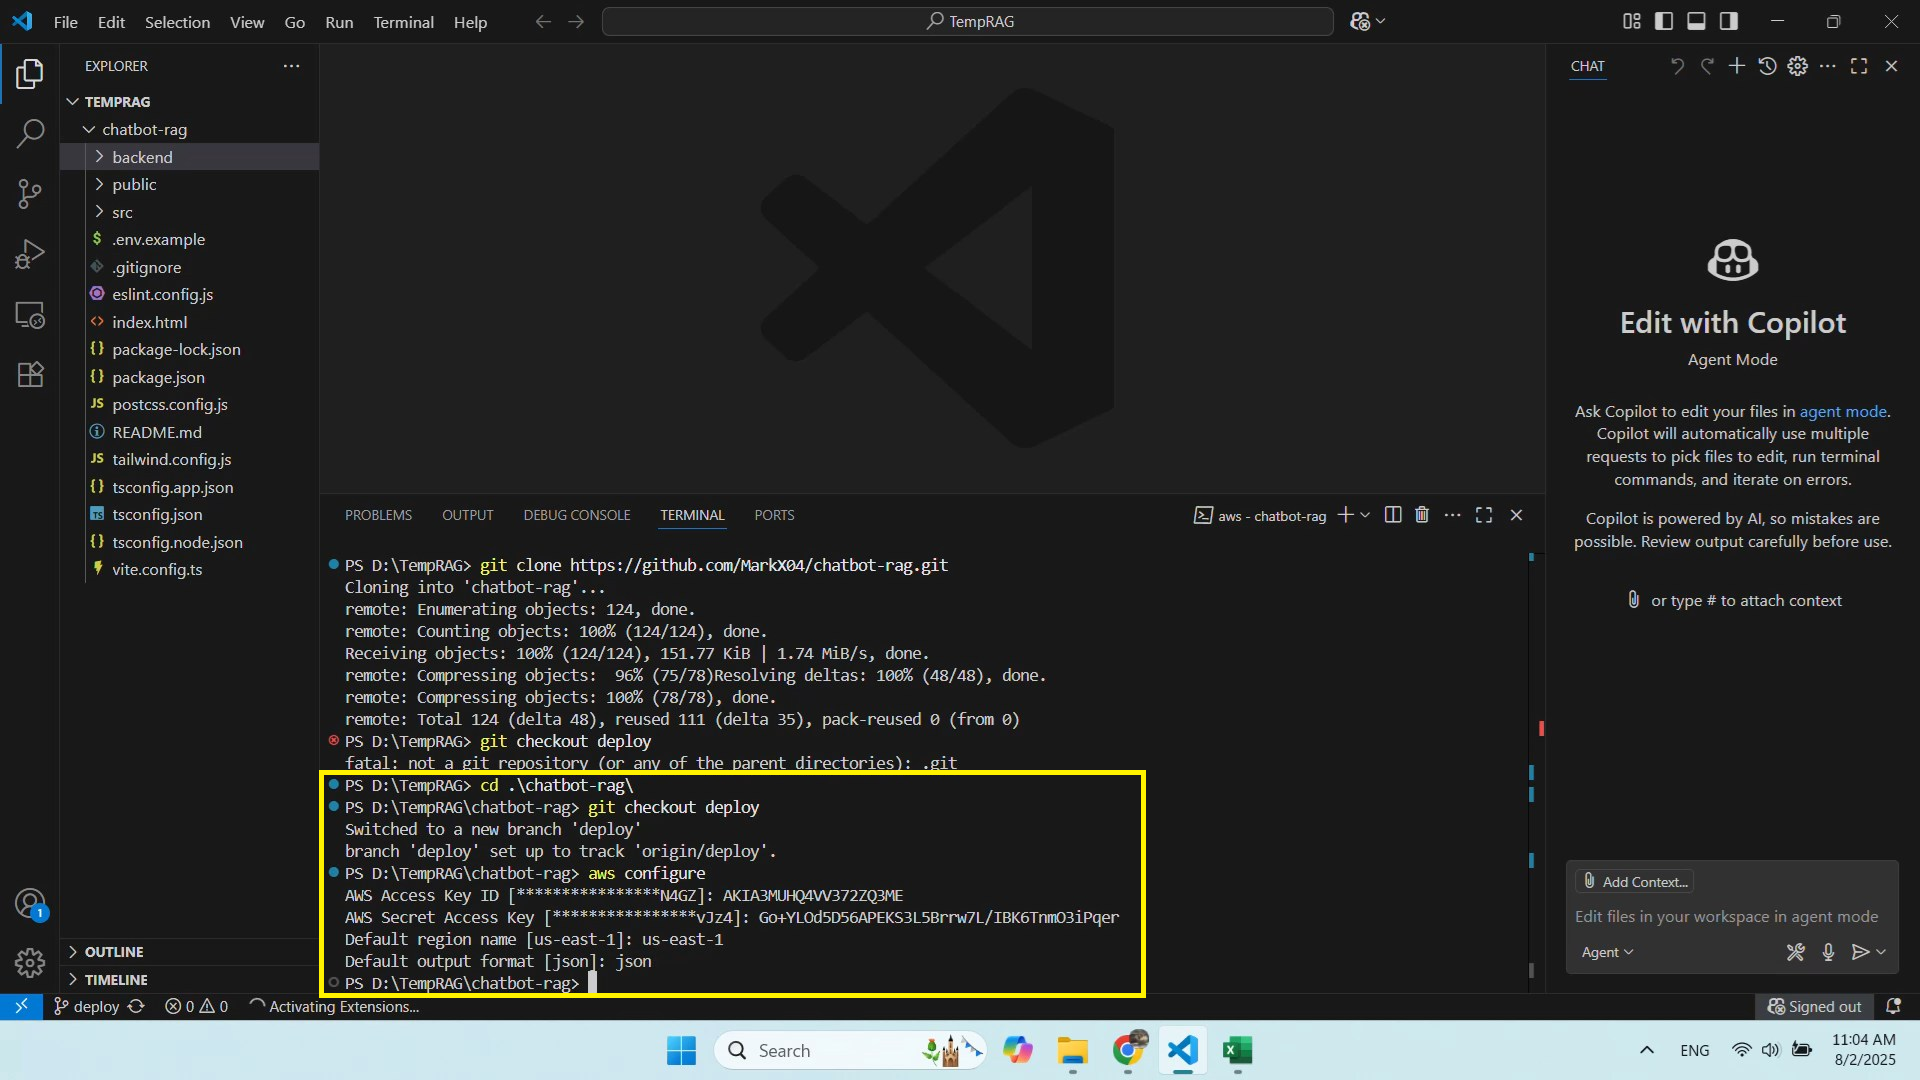 File Edit Selection View Go Run Terminal Help
TempRAG
EXPLORER
TEMPRAG
chatbot-rag
backend
public
src
.env.example
.gitignore
eslint.config.js
index.html
package-lock.json
package.json
postcss.config.js
README.md
tailwind.config.js
tsconfig.app.json
tsconfig.json
tsconfig.node.json
vite.config.ts
OUTLINE
TIMELINE
PROBLEMS OUTPUT DEBUG CONSOLE TERMINAL PORTS
aws - chatbot-rag
PS D:\TempRAG> git clone https://github.com/MarkX04/chatbot-rag.git
Cloning into 'chatbot-rag'...
remote: Enumerating objects: 124, done.
remote: Counting objects: 100% (124/124), done.
Receiving objects: 100% (124/124), 151.77 KiB | 1.74 MiB/s, done.
remote: Compressing objects:  96% (75/78)Resolving deltas: 100% (48/48), done.
remote: Compressing objects: 100% (78/78), done.
remote: Total 124 (delta 48), reused 111 (delta 35), pack-reused 0 (from 0)
PS D:\TempRAG> git checkout deploy
fatal: not a git repository (or any of the parent directories): .git
PS D:\TempRAG> cd .\chatbot-rag\
PS D:\TempRAG\chatbot-rag> git checkout deploy
Switched to a new branch 'deploy'
branch 'deploy' set up to track 'origin/deploy'.
PS D:\TempRAG\chatbot-rag> aws configure
AWS Access Key ID [****************N4GZ]: AKIA3MUHQ4VV372ZQ3ME
AWS Secret Access Key [****************vJz4]: 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
Default region name [us-east-1]: us-east-1
Default output format [json]: json
PS D:\TempRAG\chatbot-rag>
CHAT
Edit with Copilot
Agent Mode
Ask Copilot to edit your files in agent mode.
Copilot will automatically use multiple
requests to pick files to edit, run terminal
commands, and iterate on errors.
Copilot is powered by AI, so mistakes are
possible. Review output carefully before use.
or type # to attach context
Add Context...
Edit files in your workspace in agent mode
Agent
deploy 0 0 Activating Extensions...
Signed out
1
Search
ENG
11:04 AM
8/2/2025